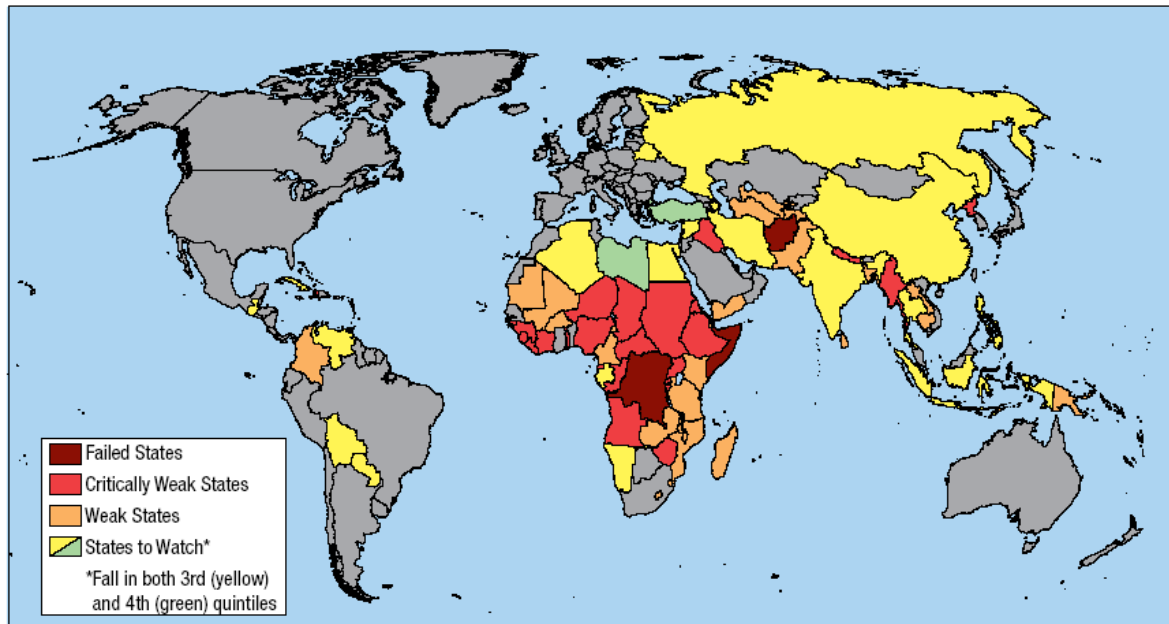 Failed States
Critically Weak States
Weak States
States to Watch*
*Fall in both 3rd (yellow)
and 4th (green) quintiles